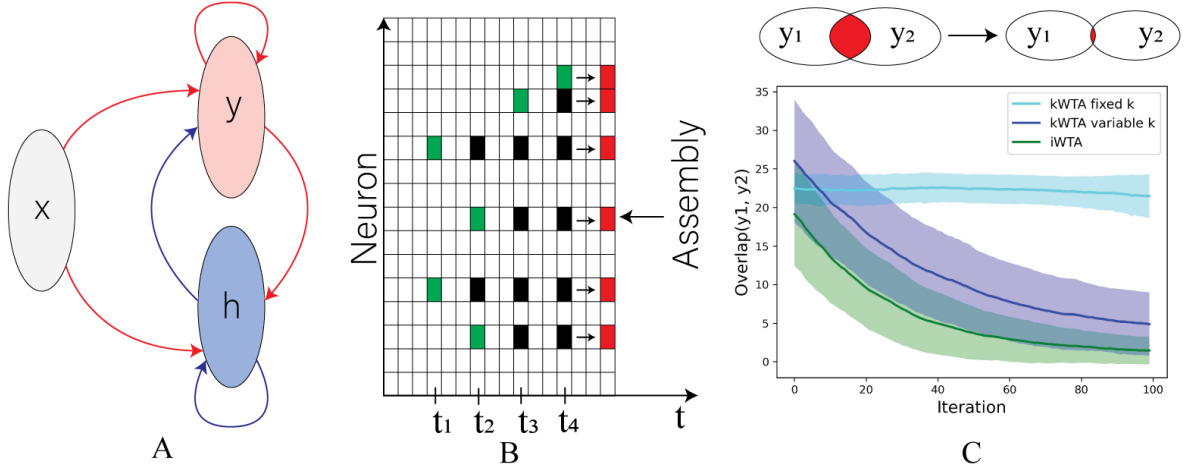 x
y
h
A
Neuron
Assembly
t1 t2 t3 t4 t
B
y1 y2 y1 y2
kWTA fixed k
kWTA variable k
iWTA
Overlap(y1, y2)
35
30
25
20
15
10
5
0
0 20 40 60 80 100
Iteration
C